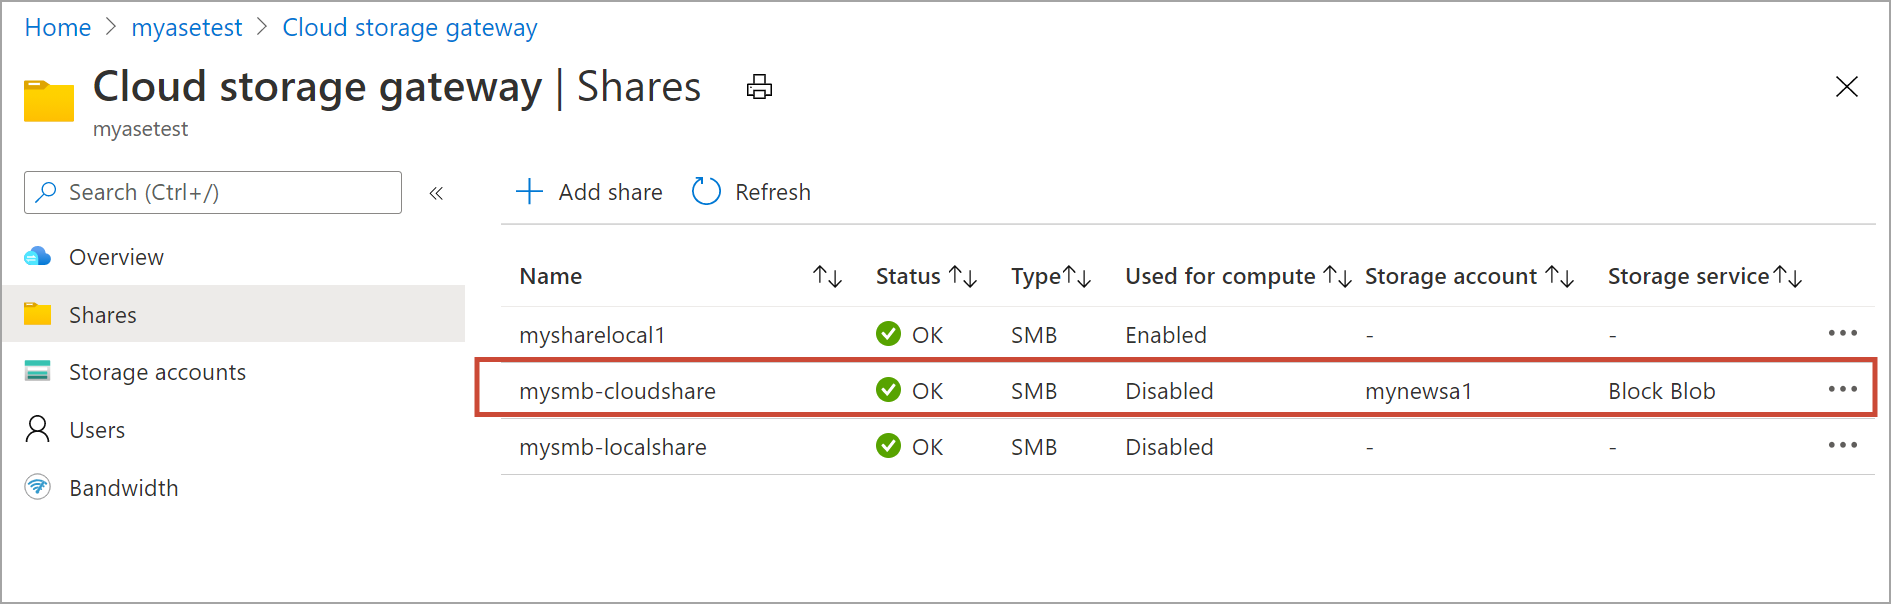 Home > myasetest > Cloud storage gateway
Cloud storage gateway | Shares
myasetest
Search (Ctrl+/) «
Add share Refresh
Overview
Shares
Storage accounts
Users
Bandwidth
Name Status Type Used for compute Storage account Storage service
mysharelocal1 OK SMB Enabled - - ...
mysmb-cloudshare OK SMB Disabled mynewsa1 Block Blob ...
mysmb-localshare OK SMB Disabled - - ...